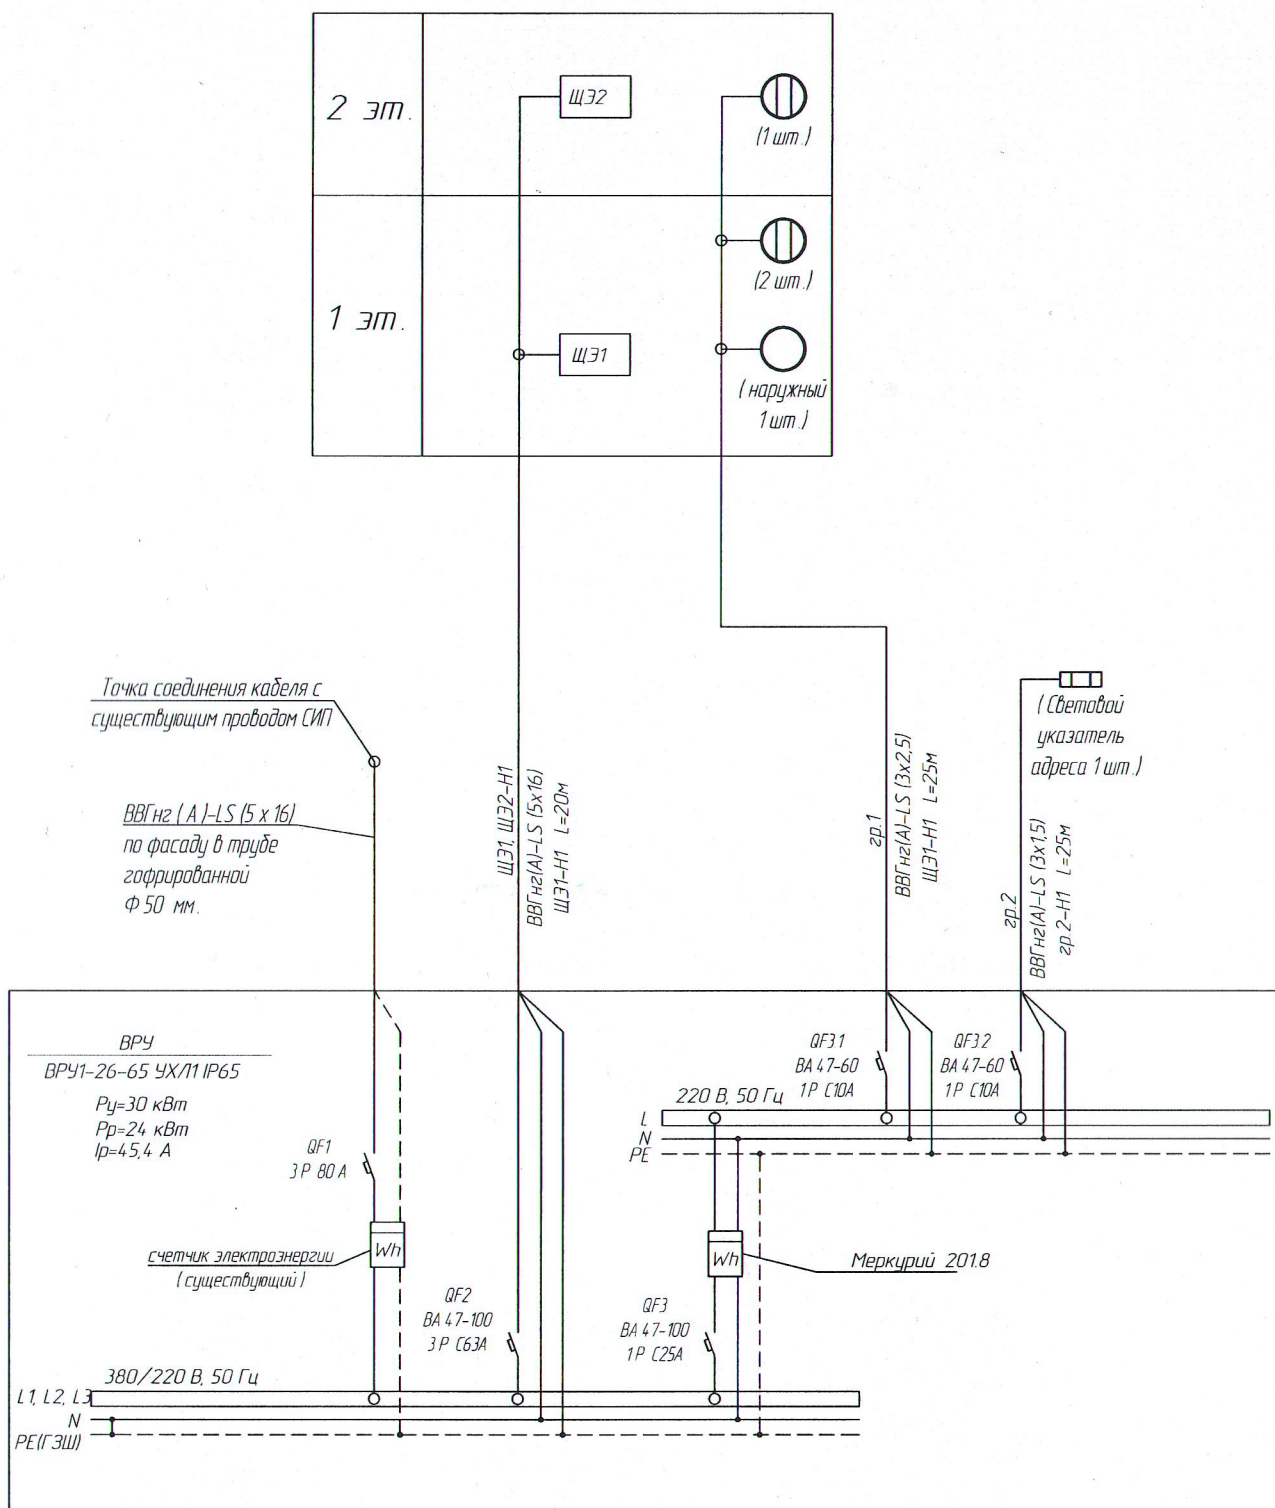 2 эт.
ЩЭ2
(1 шт.)
1 эт.
(2 шт.)
ЩЭ1
(наружный
1 шт.)
Точка соединения кабеля с
существующим проводом СИП
ВВГнг (А)-LS (5 x 16)
по фасаду в трубе
гофрированной
Ф 50 мм.
ЩЭ1, ЩЭ2-Н1
ВВГнг(А)-LS (5x16)
ЩЭ1-Н1 L=20м
гр.1
ВВГнг(А)-LS (3x2,5)
ЩЭ1-Н1 L=25м
(Световой
указатель
адреса 1 шт.)
гр.2
ВВГнг(А)-LS (3x1,5)
гр.2-Н1 L=25м
ВРУ
ВРУ1-26-65 УХЛ1 IP65
Ру=30 кВт
Рр=24 кВт
Iр=45,4 А
QF1
3 Р 80 А
счетчик электроэнергии
(существующий)
Wh
QF2
ВА 47-100
3 Р С63А
QF3
ВА 47-100
1 Р С25А
Wh
Меркурий 201.8
QF3.1
ВА 47-60
1 Р С10А
QF3.2
ВА 47-60
1 Р С10А
220 В, 50 Гц
L
N
PE
380/220 В, 50 Гц
L1, L2, L3
N
PE(ГЗШ)